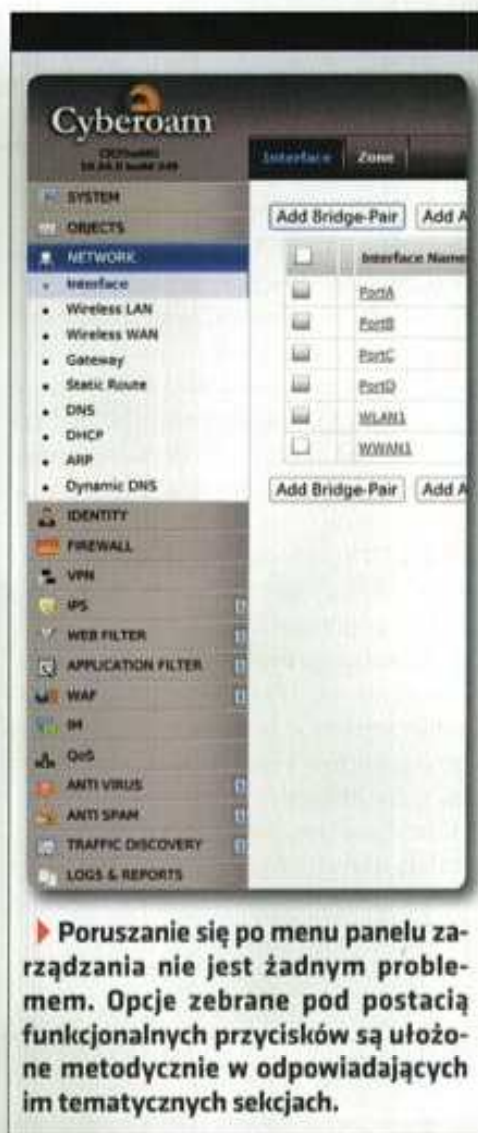 Cyberoam
Interface Zone
SYSTEM
OBJECTS
NETWORK
Interface
Wireless LAN
Wireless WAN
Gateway
Static Route
DNS
DHCP
ARP
Dynamic DNS
IDENTITY
FIREWALL
VPN
IPS
WEB FILTER
APPLICATION FILTER
WAF
IM
QoS
ANTI VIRUS
ANTI SPAM
TRAFFIC DISCOVERY
LOGS & REPORTS
Add Bridge-Pair Add A
Interface Name
PortA
PortB
PortC
PortD
WLAN1
WWAN1
Add Bridge-Pair Add A
Poruszanie się po menu panelu za-
rządzania nie jest żadnym proble-
mem. Opcje zebrane pod postacią
funkcjonalnych przycisków są ułożo-
ne metodycznie w odpowiadających
im tematycznych sekcjach.